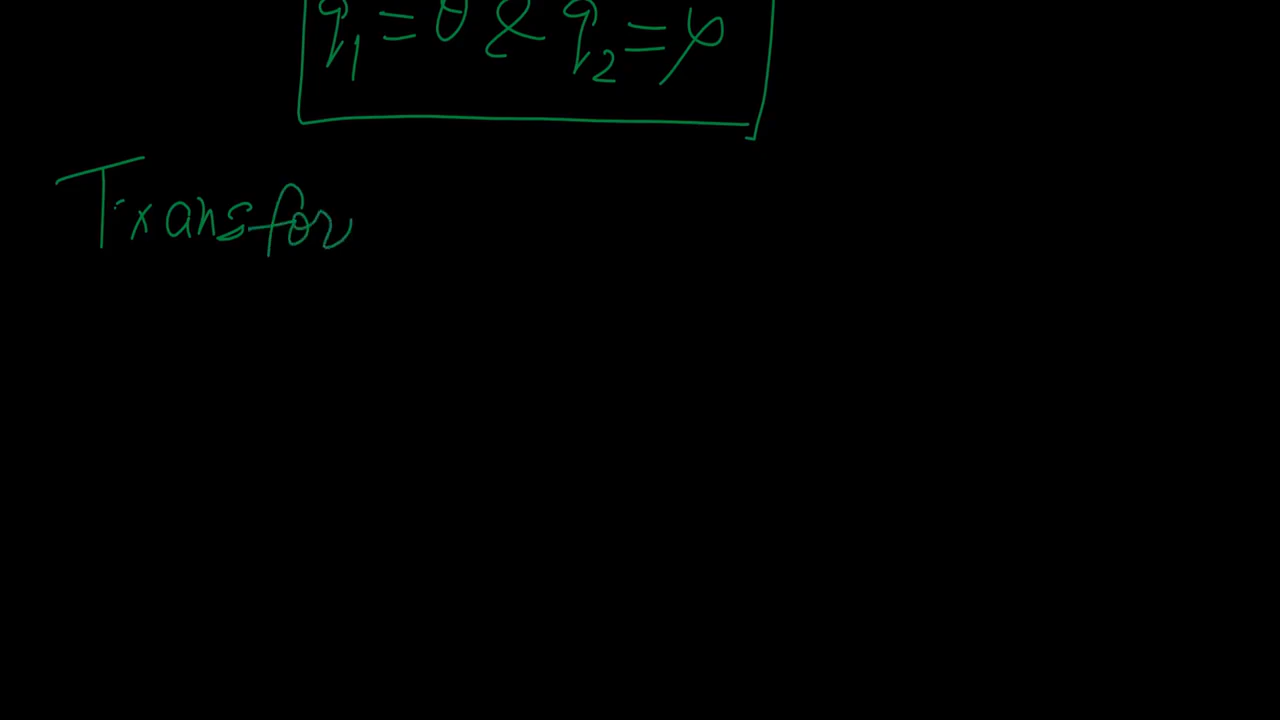 q₁ = θ & q₂ = φ
Transfor